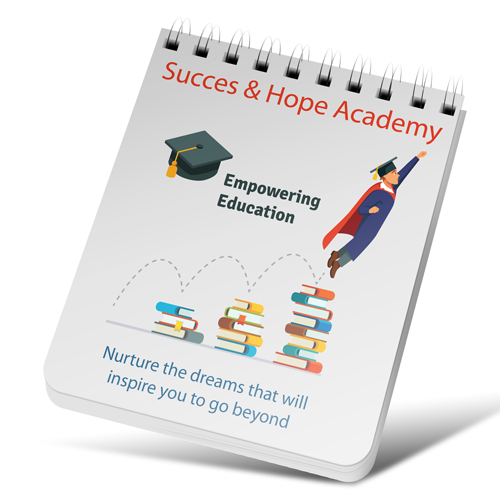 Succes & Hope Academy
Empowering
Education
Nurture the dreams that will
inspire you to go beyond